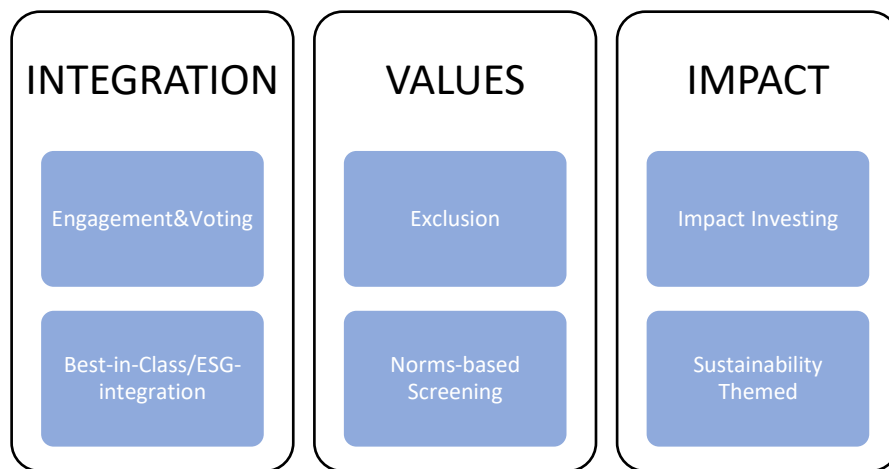 INTEGRATION
Engagement&Voting
Best-in-Class/ESG-
integration
VALUES
Exclusion
Norms-based
Screening
IMPACT
Impact Investing
Sustainability
Themed